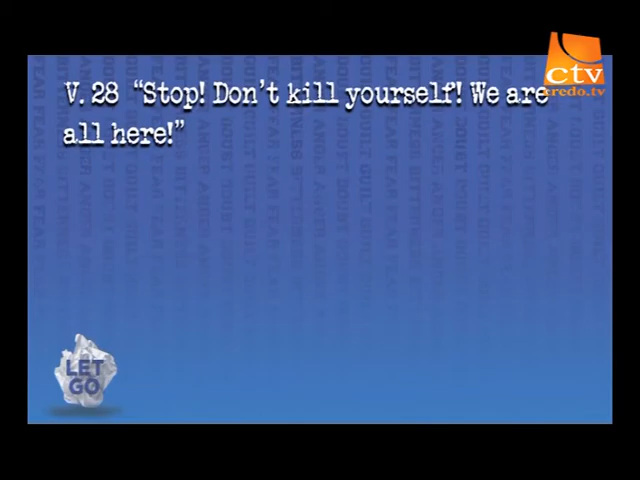 ctv
credo.tv
V. 28 “Stop! Don’t kill yourself! We are
all here!”
LET
GO